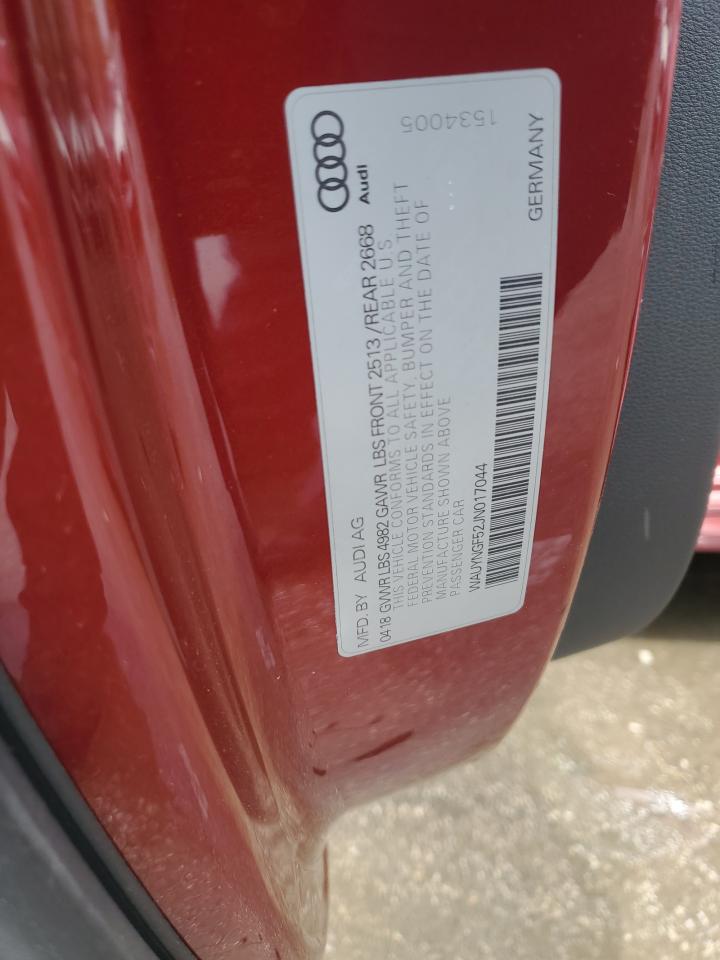 Audi
1534005
MFD. BY AUDI AG
0418 GVWR LBS 4982 GAWR LBS FRONT 2513 /REAR 2668
THIS VEHICLE CONFORMS TO ALL APPLICABLE U.S.
FEDERAL MOTOR VEHICLE SAFETY, BUMPER AND THEFT
PREVENTION STANDARDS IN EFFECT ON THE DATE OF
MANUFACTURE SHOWN ABOVE
PASSENGER CAR
WAUYNGF52JN017044
GERMANY